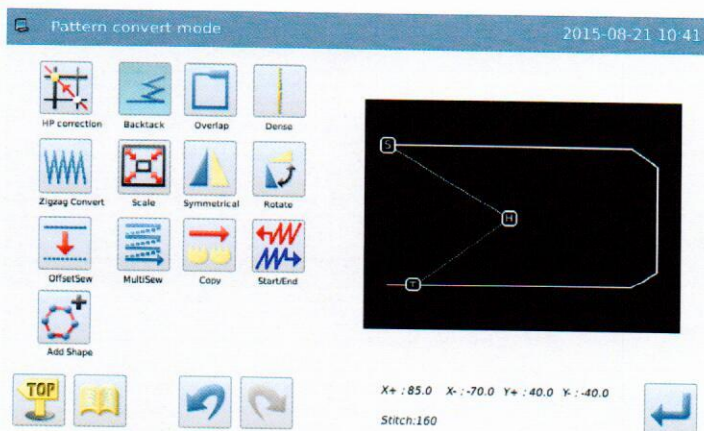 Pattern convert mode 2015-08-21 10:41
HP correction Backtack Overlap Dense
Zigzag Convert Scale Symmetrical Rotate
OffsetSew MultiSew Copy Start/End
Add Shape
S
H
T
TOP
X+ : 85.0 X- : -70.0 Y+ : 40.0 Y- : -40.0
Stitch:160